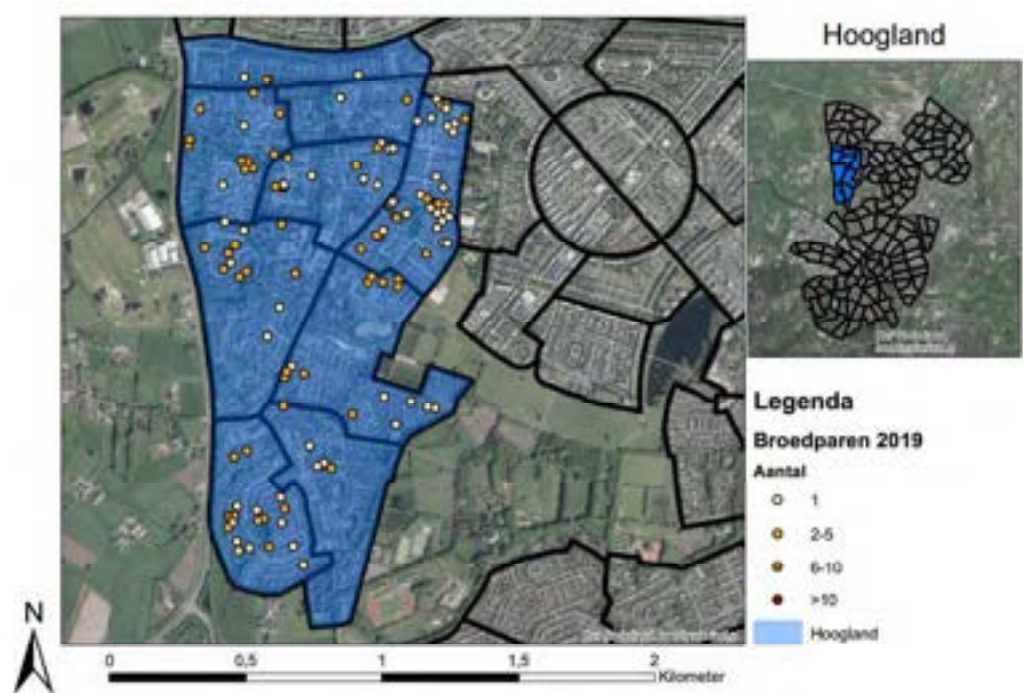 Hoogland
Legenda
Broedparen 2019
Aantal
1
2-5
6-10
>10
Hoogland
N
0 0,5 1 1,5 2
Kilometer